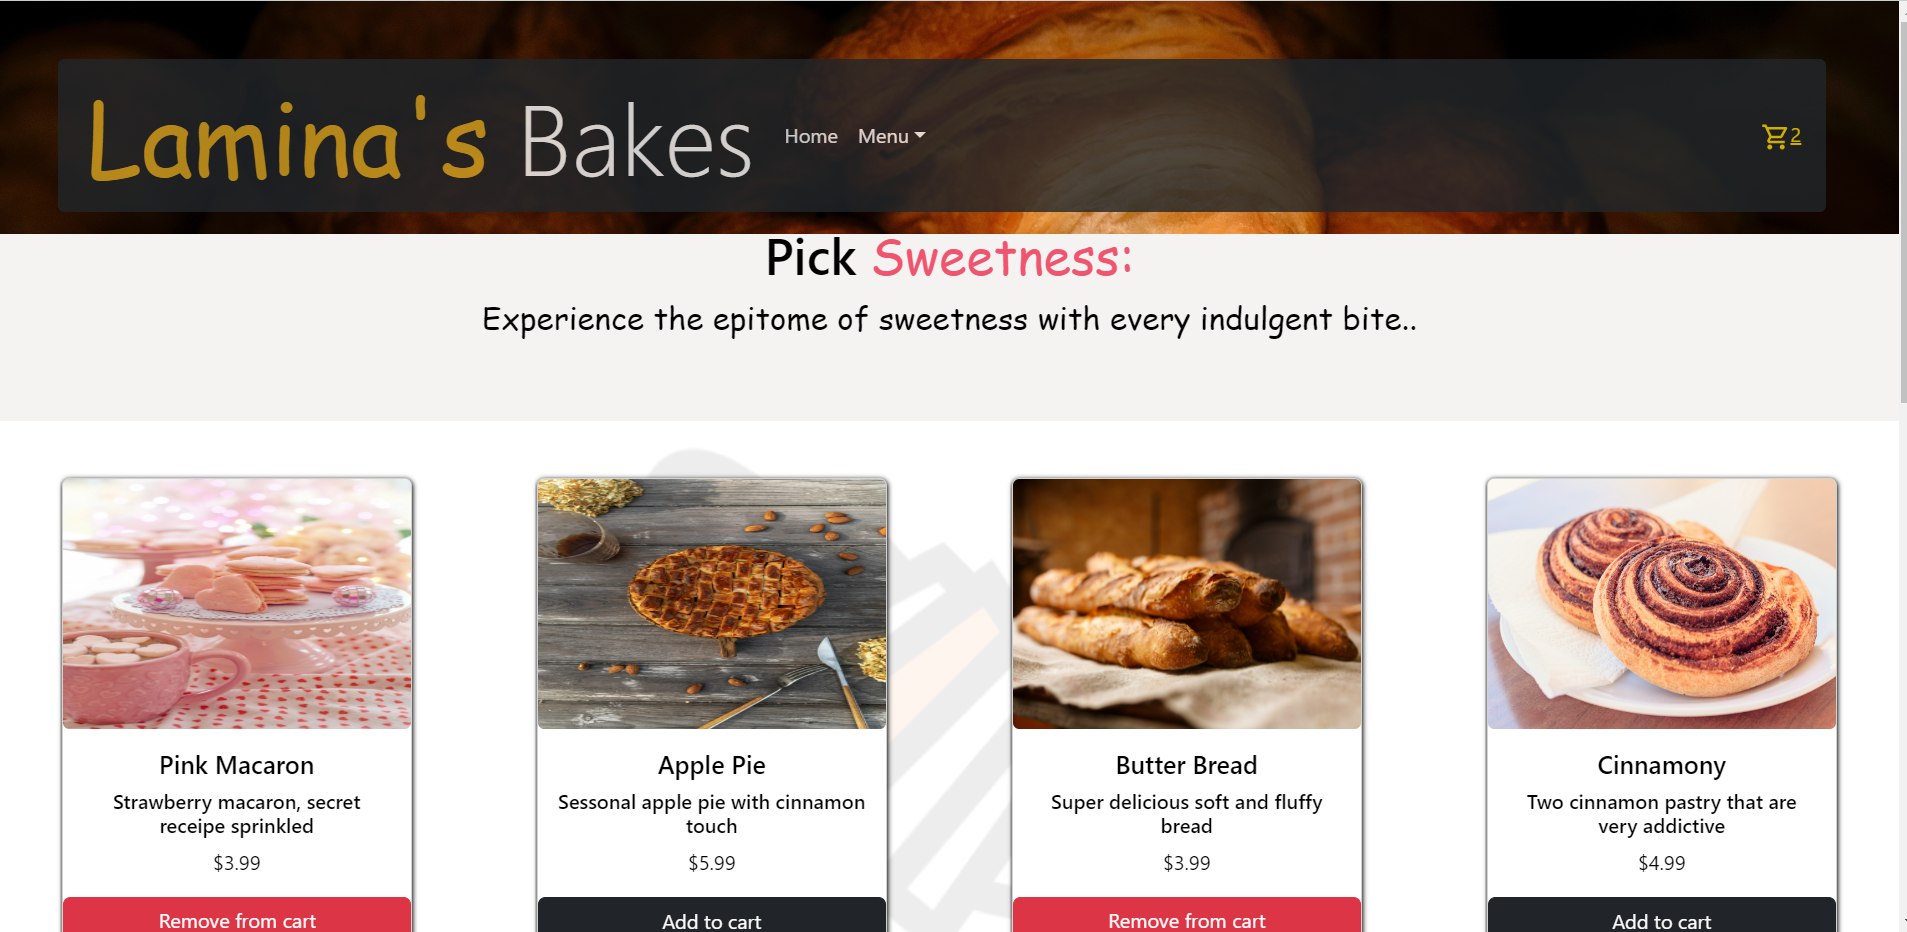 Lamina's Bakes Home Menu 2
Pick Sweetness:
Experience the epitome of sweetness with every indulgent bite..
Pink Macaron
Strawberry macaron, secret
receipe sprinkled
$3.99
Remove from cart
Apple Pie
Sessonal apple pie with cinnamon
touch
$5.99
Add to cart
Butter Bread
Super delicious soft and fluffy
bread
$3.99
Remove from cart
Cinnamony
Two cinnamon pastry that are
very addictive
$4.99
Add to cart